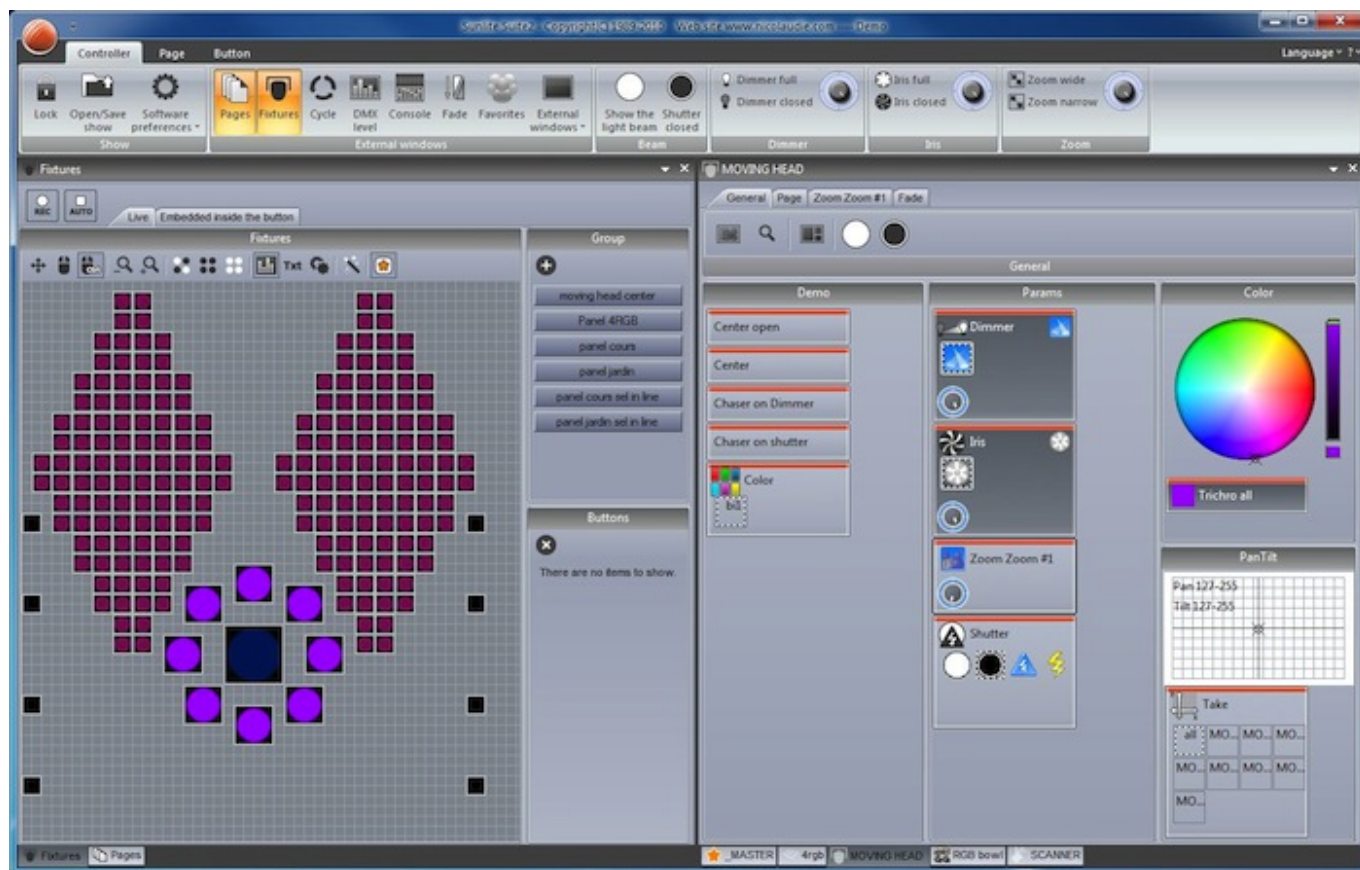 Sunlite Suite2 - Copyright(c) 1989-2010 Web site www.nicolaudie.com --- Demo
Controller Page Button
Language ?
Lock Open/Save show Software preferences
Show
Pages Fixtures Cycle DMX level Console Fade Favorites External windows
External windows
Show the light beam Shutter closed
Beam
Dimmer full
Dimmer closed
Dimmer
Iris full
Iris closed
Iris
Zoom wide
Zoom narrow
Zoom
Fixtures
REC AUTO
Live Embedded inside the button
Fixtures
Txt
Group
moving head center
Panel 4RGB
panel cours
panel jardin
panel cours sel in line
panel jardin sel in line
Buttons
There are no items to show.
MOVING HEAD
General Page Zoom Zoom #1 Fade
General
Demo
Center open
Center
Chaser on Dimmer
Chaser on shutter
Color
bi1
Params
Dimmer
Iris
Zoom Zoom #1
Shutter
Color
Trichro all
PanTilt
Pan 127-255
Tilt 127-255
Take
all MO... MO... MO...
MO... MO... MO... MO...
MO...
Fixtures Pages
_MASTER 4rgb MOVING HEAD RGB bowl SCANNER